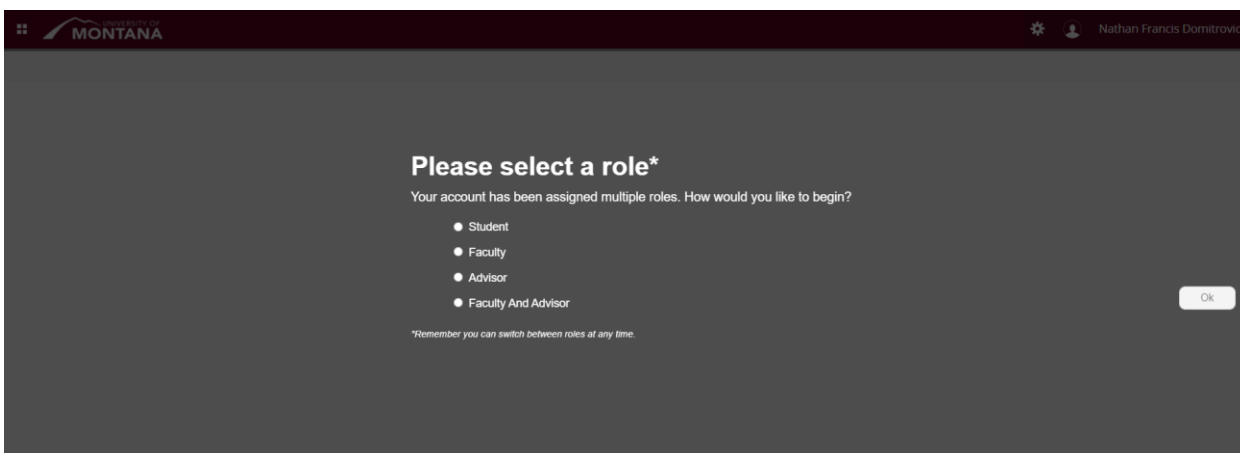 UNIVERSITY OF
MONTANA
Nathan Francis Domitrovic
Please select a role*
Your account has been assigned multiple roles. How would you like to begin?
Student
Faculty
Advisor
Faculty And Advisor
Ok
*Remember you can switch between roles at any time.